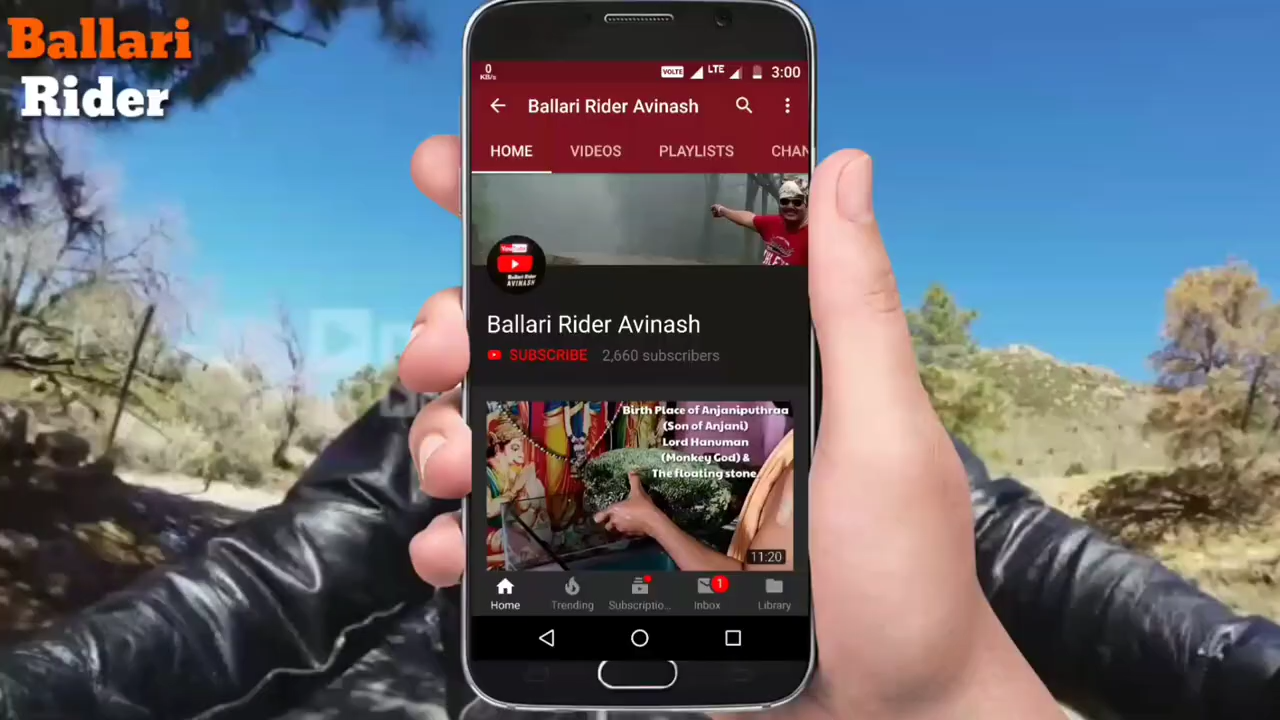 Ballari
Rider
0
KB/s
VOLTE
LTE
3:00
Ballari Rider Avinash
HOME
VIDEOS
PLAYLISTS
CHAN
YouTube
Ballari Rider
AVINASH
Ballari Rider Avinash
SUBSCRIBE
2,660 subscribers
Birth Place of Anjaniputhraa
(Son of Anjani)
Lord Hanuman
(Monkey God) &
The floating stone.
11:20
Home
Trending
Subscriptio...
1
Inbox
Library